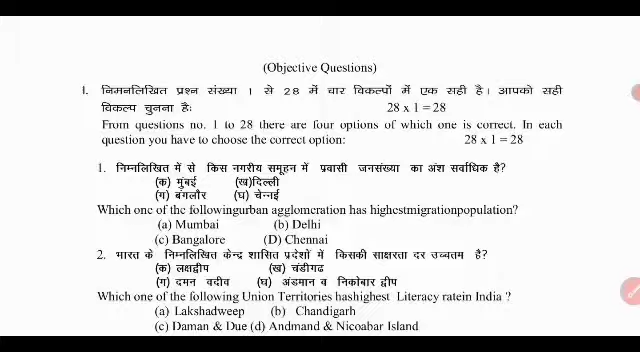 (Objective Questions)
I. निमनलिखित प्रश्न संख्या 1 से 28 में चार विकल्पों में एक सही है। आपको सही
विकल्प चुनना हैः 28 x 1 = 28
From questions no. 1 to 28 there are four options of which one is correct. In each
question you have to choose the correct option: 28 x 1 = 28
1. निम्नलिखित में से किस नगरीय समूहन में प्रवासी जनसंख्या का अंश सर्वाधिक है?
(क) मुंबई (ख)दिल्ली
(ग) बंगलौर (घ) चेन्नई
Which one of the followingurban agglomeration has highestmigrationpopulation?
(a) Mumbai (b) Delhi
(c) Bangalore (D) Chennai
2. भारत के निम्नलिखित केन्द्र शासित प्रदेशों में किसकी साक्षरता दर उच्चतम है?
(क) लक्षद्वीप (ख) चंडीगढ
(ग) दमन वदीव (घ) अंडमान व निकोबार द्वीप
Which one of the following Union Territories hashighest Literacy ratein India ?
(a) Lakshadweep (b) Chandigarh
(c) Daman & Due (d) Andmand & Nicoabar Island